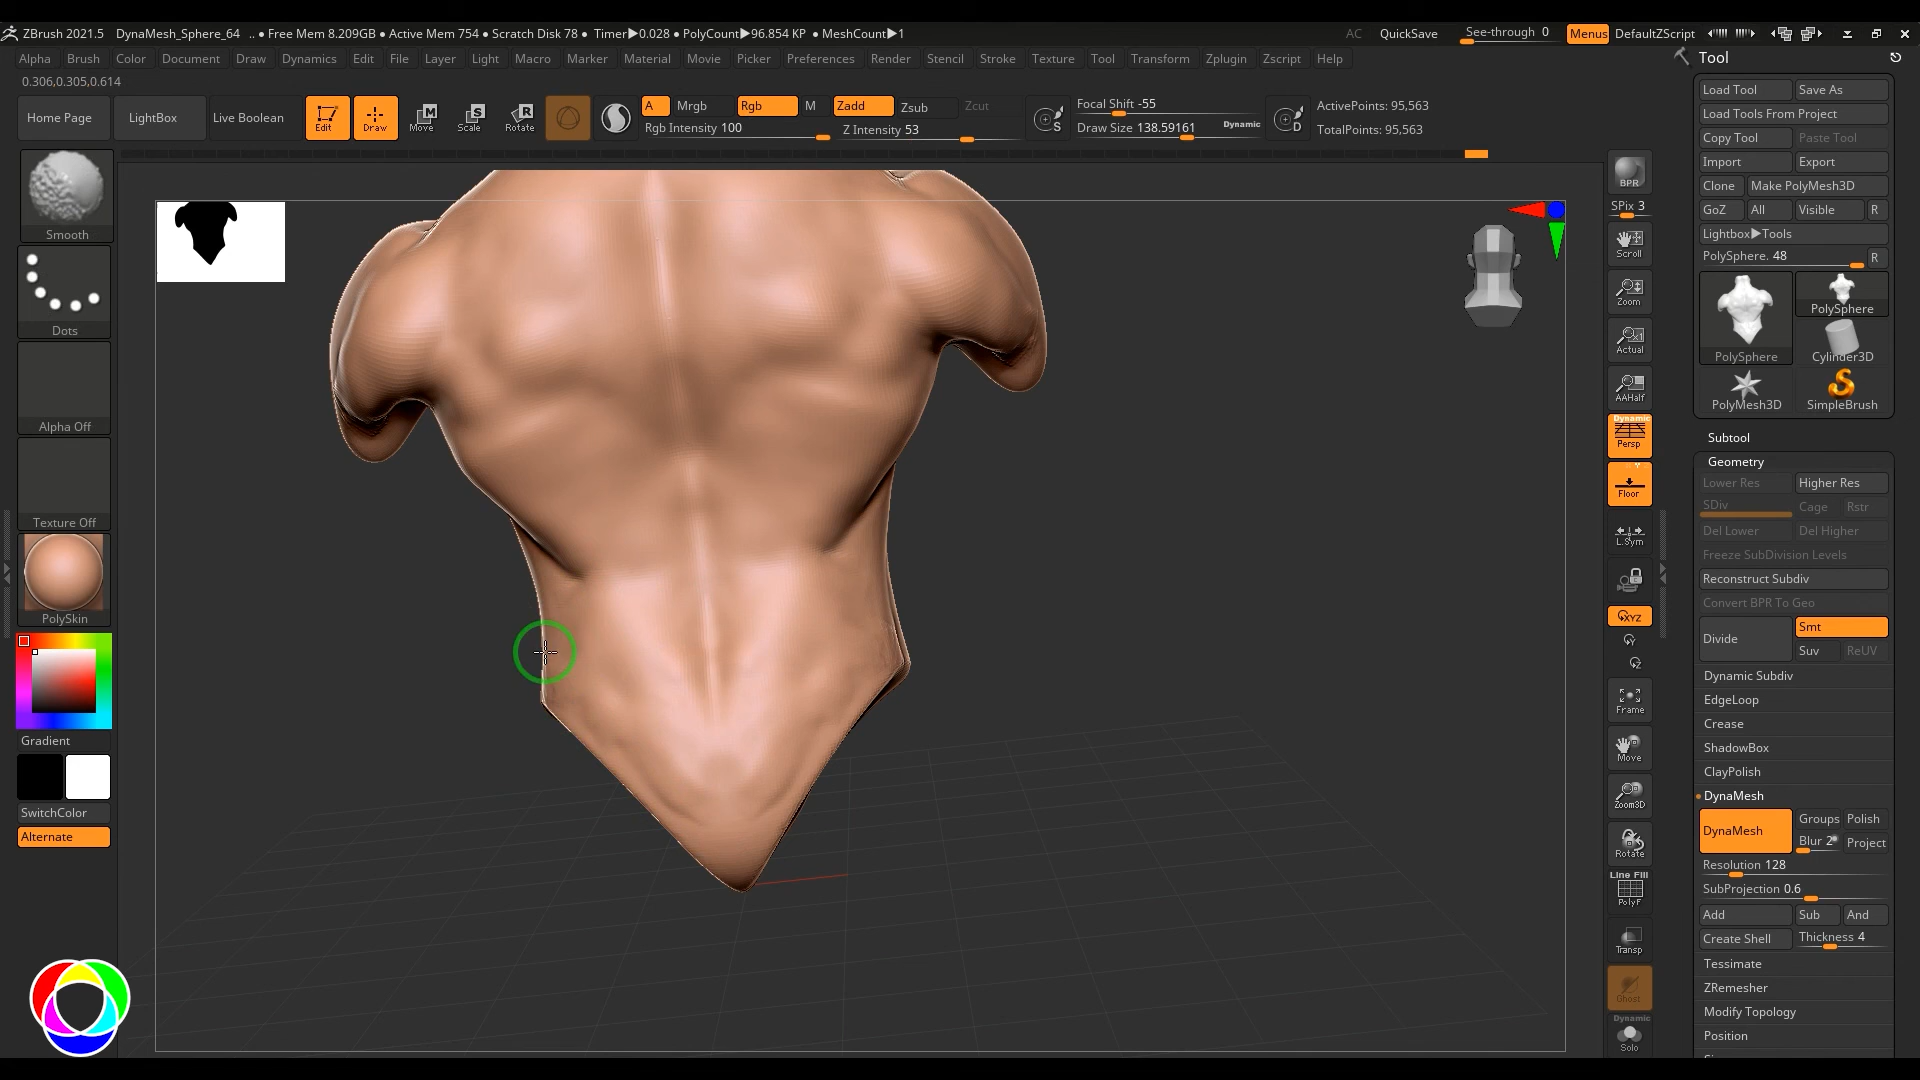 ZBrush 2021.5 DynaMesh_Sphere_64 .. ● Free Mem 8.209GB ● Active Mem 754 ● Scratch Disk 78 ● Timer▶0.028 ● PolyCount▶96.854 KP ● MeshCount▶1 AC QuickSave See-through 0 Menus DefaultZScript
Alpha Brush Color Document Draw Dynamics Edit File Layer Light Macro Marker Material Movie Picker Preferences Render Stencil Stroke Texture Tool Transform Zplugin Zscript Help
Tool
0.306,0.305,0.614
Home Page
LightBox
Live Boolean
Edit
Draw
Move
Scale
Rotate
A Mrgb Rgb M Zadd Zsub Zcut
Rgb Intensity 100
Z Intensity 53
S
Focal Shift -55
Draw Size 138.59161
Dynamic
D
ActivePoints: 95,563
TotalPoints: 95,563
Smooth
Dots
Alpha Off
Texture Off
PolySkin
Gradient
SwitchColor
Alternate
BPR
SPix 3
Scroll
Zoom
Actual
AAHalf
Dynamic
Persp
Floor
L.Sym
XYZ
Y
Z
Frame
Move
Zoom3D
Rotate
Line Fill
PolyF
Transp
Ghost
Dynamic
Solo
Load Tool Save As
Load Tools From Project
Copy Tool Paste Tool
Import Export
Clone Make PolyMesh3D
GoZ All Visible R
Lightbox▶Tools
PolySphere. 48 R
PolySphere
PolySphere
Cylinder3D
PolyMesh3D
SimpleBrush
Subtool
Geometry
Lower Res Higher Res
SDiv Cage Rstr
Del Lower Del Higher
Freeze SubDivision Levels
Reconstruct Subdiv
Convert BPR To Geo
Divide Smt
Suv ReUV
Dynamic Subdiv
EdgeLoop
Crease
ShadowBox
ClayPolish
DynaMesh
DynaMesh Groups Polish
Blur 2 Project
Resolution 128
SubProjection 0.6
Add Sub And
Create Shell Thickness 4
Tessimate
ZRemesher
Modify Topology
Position